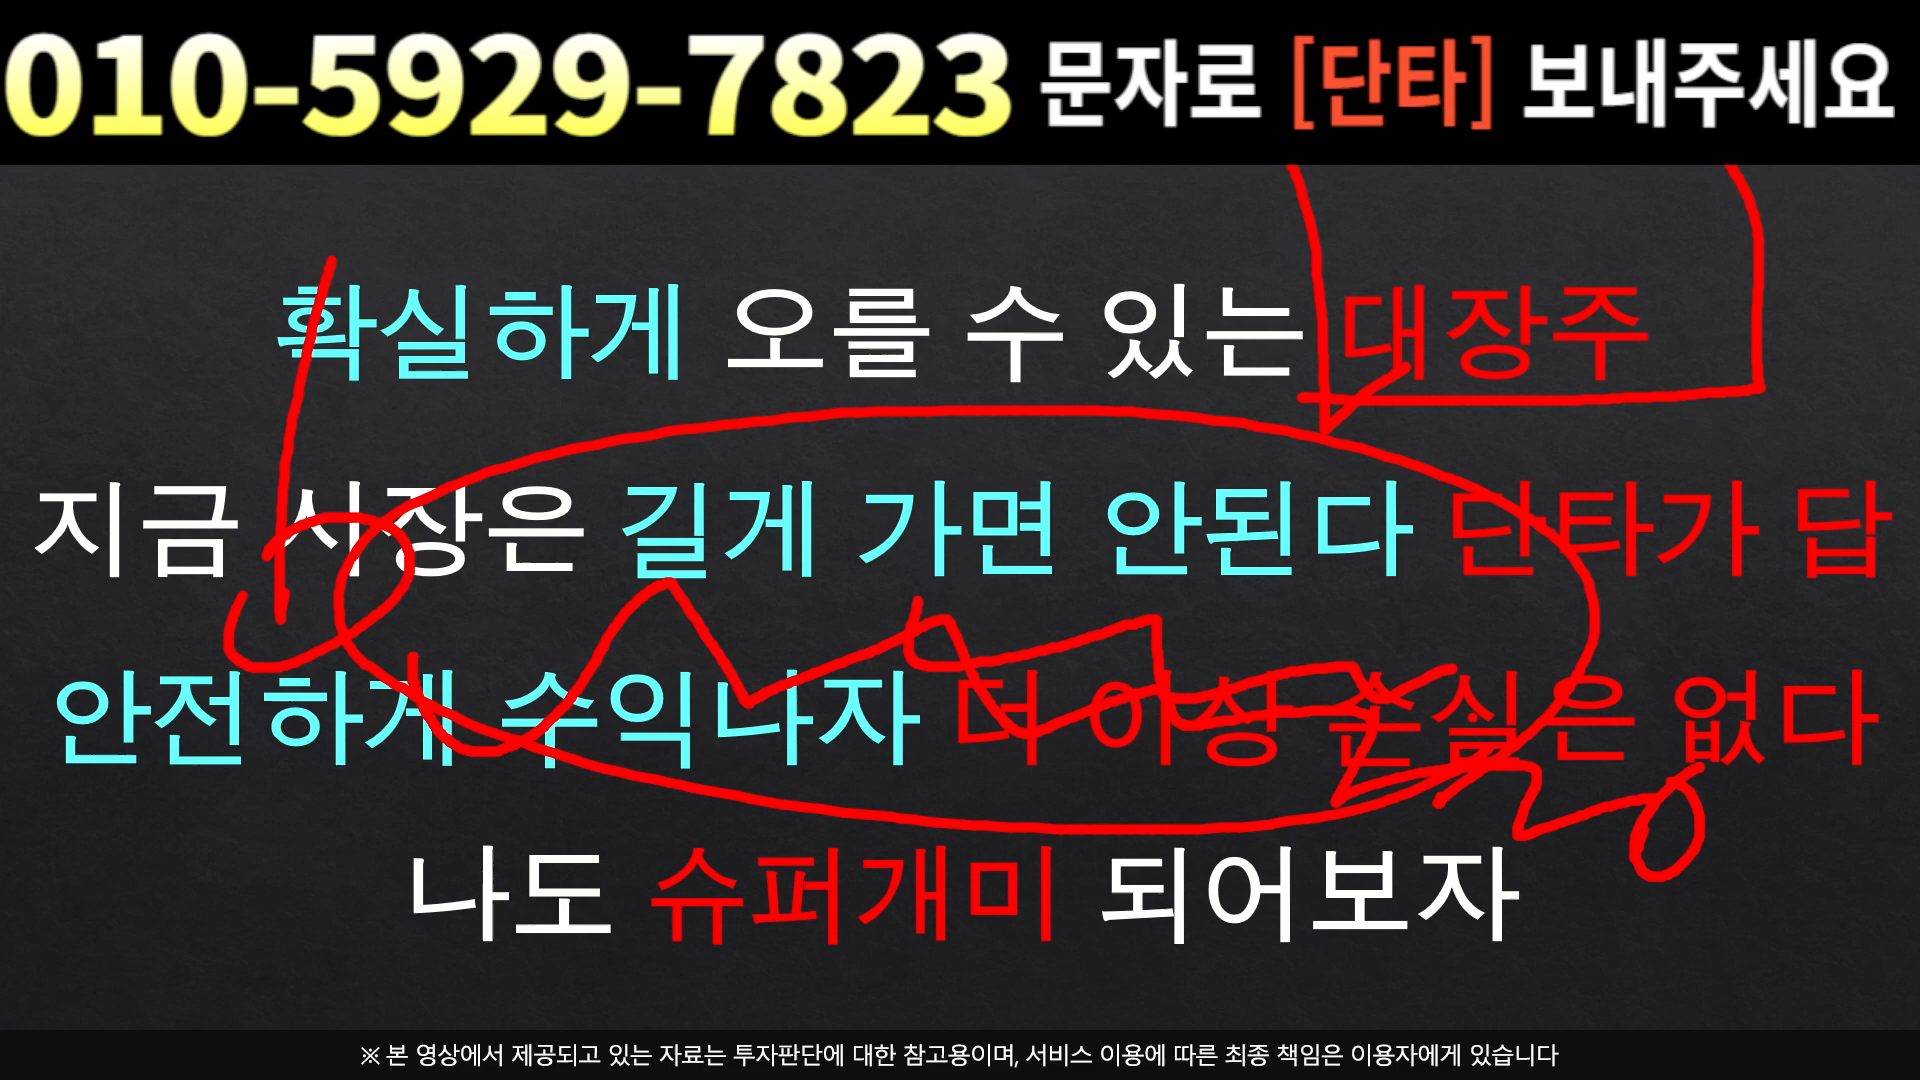 010-5929-7823 문자로 [단타] 보내주세요
확실하게 오를 수 있는 대장주
지금 시장은 길게 가면 안된다 단타가 답
안전하게 수익나자 더 이상 손실은 없다
나도 슈퍼개미 되어보자
※ 본 영상에서 제공되고 있는 자료는 투자판단에 대한 참고용이며, 서비스 이용에 따른 최종 책임은 이용자에게 있습니다